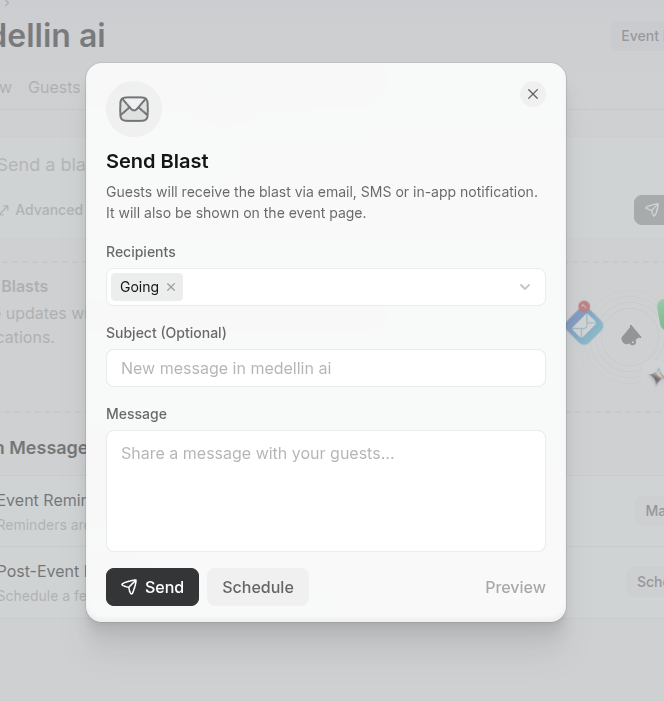 dellin ai
Event
w Guests
Send Blast
Guests will receive the blast via email, SMS or in-app notification.
It will also be shown on the event page.
Send a bla
Advanced
Recipients
Going
Blasts
updates w
cations.
Subject (Optional)
New message in medellin ai
Message
Share a message with your guests…
n Message
Event Remin
Reminders are
Ma
Post-Event
Schedule a fe
Sch
Send Schedule Preview